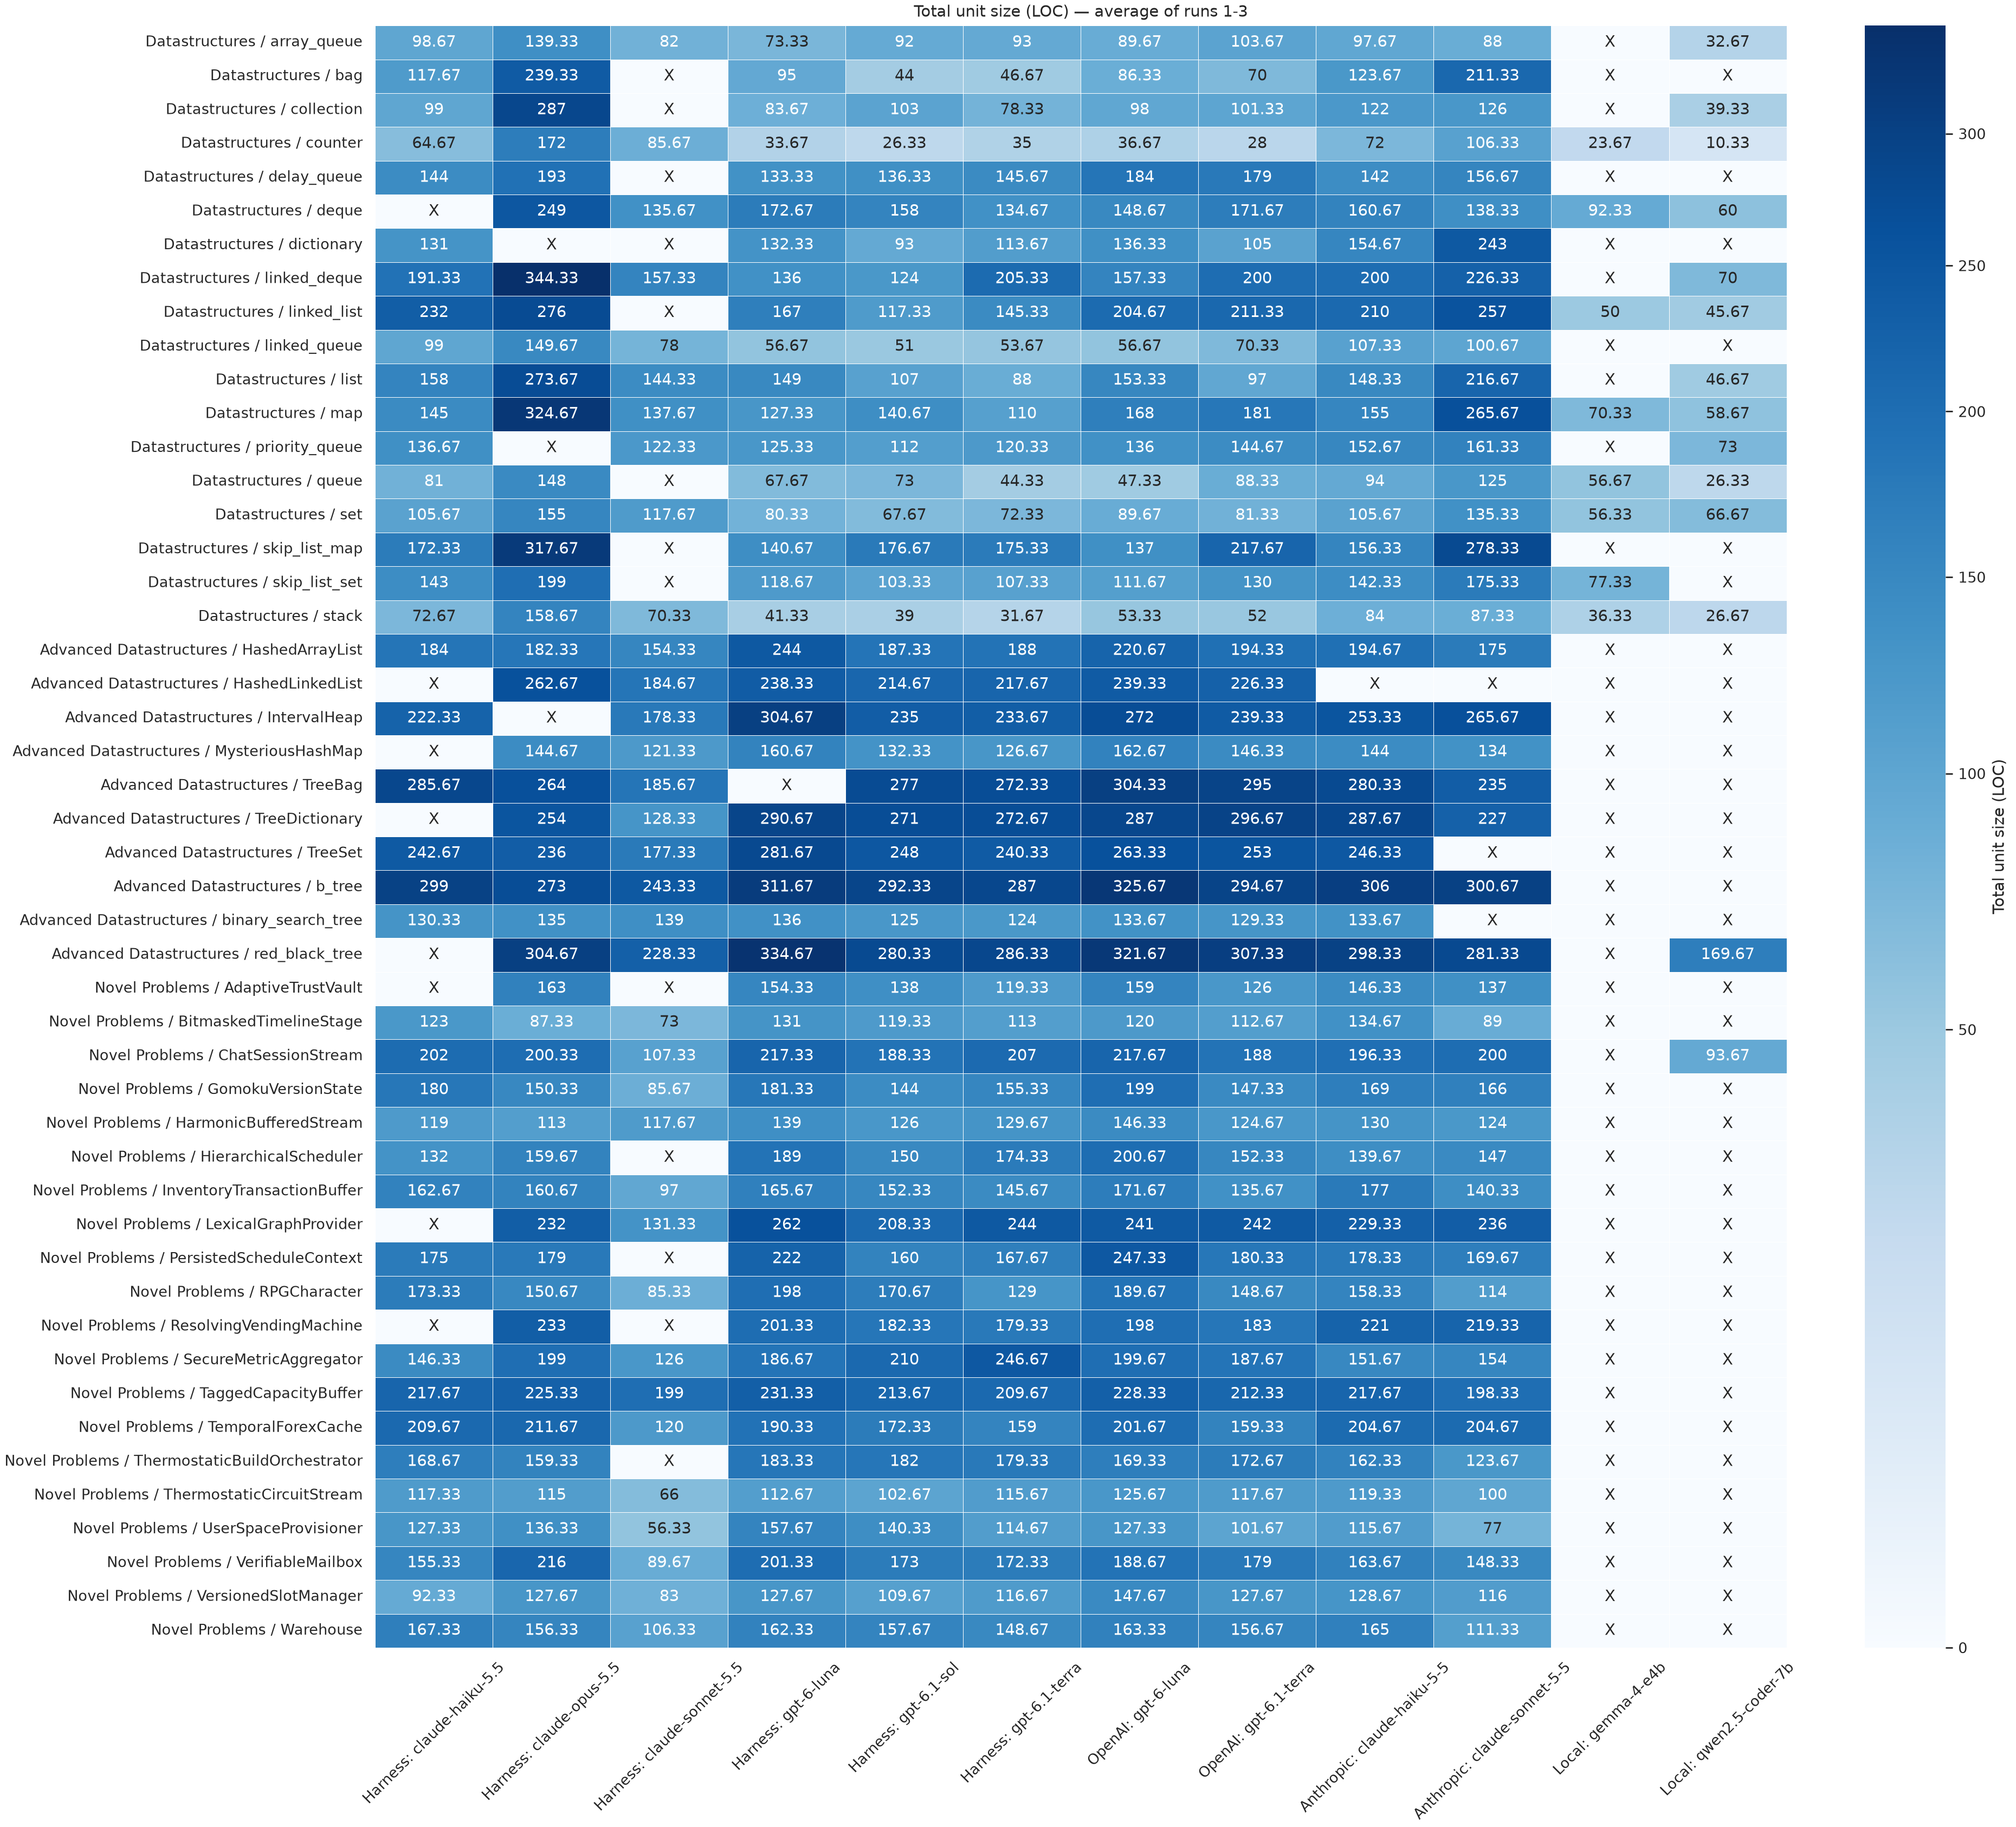 Total unit size (LOC) — average of runs 1-3
Datastructures / array_queue 98.67 139.33 82 73.33 92 93 89.67 103.67 97.67 88 X 32.67
Datastructures / bag 117.67 239.33 X 95 44 46.67 86.33 70 123.67 211.33 X X
Datastructures / collection 99 287 X 83.67 103 78.33 98 101.33 122 126 X 39.33
Datastructures / counter 64.67 172 85.67 33.67 26.33 35 36.67 28 72 106.33 23.67 10.33
Datastructures / delay_queue 144 193 X 133.33 136.33 145.67 184 179 142 156.67 X X
Datastructures / deque X 249 135.67 172.67 158 134.67 148.67 171.67 160.67 138.33 92.33 60
Datastructures / dictionary 131 X X 132.33 93 113.67 136.33 105 154.67 243 X X
Datastructures / linked_deque 191.33 344.33 157.33 136 124 205.33 157.33 200 200 226.33 X 70
Datastructures / linked_list 232 276 X 167 117.33 145.33 204.67 211.33 210 257 50 45.67
Datastructures / linked_queue 99 149.67 78 56.67 51 53.67 56.67 70.33 107.33 100.67 X X
Datastructures / list 158 273.67 144.33 149 107 88 153.33 97 148.33 216.67 X 46.67
Datastructures / map 145 324.67 137.67 127.33 140.67 110 168 181 155 265.67 70.33 58.67
Datastructures / priority_queue 136.67 X 122.33 125.33 112 120.33 136 144.67 152.67 161.33 X 73
Datastructures / queue 81 148 X 67.67 73 44.33 47.33 88.33 94 125 56.67 26.33
Datastructures / set 105.67 155 117.67 80.33 67.67 72.33 89.67 81.33 105.67 135.33 56.33 66.67
Datastructures / skip_list_map 172.33 317.67 X 140.67 176.67 175.33 137 217.67 156.33 278.33 X X
Datastructures / skip_list_set 143 199 X 118.67 103.33 107.33 111.67 130 142.33 175.33 77.33 X
Datastructures / stack 72.67 158.67 70.33 41.33 39 31.67 53.33 52 84 87.33 36.33 26.67
Advanced Datastructures / HashedArrayList 184 182.33 154.33 244 187.33 188 220.67 194.33 194.67 175 X X
Advanced Datastructures / HashedLinkedList X 262.67 184.67 238.33 214.67 217.67 239.33 226.33 X X X X
Advanced Datastructures / IntervalHeap 222.33 X 178.33 304.67 235 233.67 272 239.33 253.33 265.67 X X
Advanced Datastructures / MysteriousHashMap X 144.67 121.33 160.67 132.33 126.67 162.67 146.33 144 134 X X
Advanced Datastructures / TreeBag 285.67 264 185.67 X 277 272.33 304.33 295 280.33 235 X X
Advanced Datastructures / TreeDictionary X 254 128.33 290.67 271 272.67 287 296.67 287.67 227 X X
Advanced Datastructures / TreeSet 242.67 236 177.33 281.67 248 240.33 263.33 253 246.33 X X X
Advanced Datastructures / b_tree 299 273 243.33 311.67 292.33 287 325.67 294.67 306 300.67 X X
Advanced Datastructures / binary_search_tree 130.33 135 139 136 125 124 133.67 129.33 133.67 X X X
Advanced Datastructures / red_black_tree X 304.67 228.33 334.67 280.33 286.33 321.67 307.33 298.33 281.33 X 169.67
Novel Problems / AdaptiveTrustVault X 163 X 154.33 138 119.33 159 126 146.33 137 X X
Novel Problems / BitmaskedTimelineStage 123 87.33 73 131 119.33 113 120 112.67 134.67 89 X X
Novel Problems / ChatSessionStream 202 200.33 107.33 217.33 188.33 207 217.67 188 196.33 200 X 93.67
Novel Problems / GomokuVersionState 180 150.33 85.67 181.33 144 155.33 199 147.33 169 166 X X
Novel Problems / HarmonicBufferedStream 119 113 117.67 139 126 129.67 146.33 124.67 130 124 X X
Novel Problems / HierarchicalScheduler 132 159.67 X 189 150 174.33 200.67 152.33 139.67 147 X X
Novel Problems / InventoryTransactionBuffer 162.67 160.67 97 165.67 152.33 145.67 171.67 135.67 177 140.33 X X
Novel Problems / LexicalGraphProvider X 232 131.33 262 208.33 244 241 242 229.33 236 X X
Novel Problems / PersistedScheduleContext 175 179 X 222 160 167.67 247.33 180.33 178.33 169.67 X X
Novel Problems / RPGCharacter 173.33 150.67 85.33 198 170.67 129 189.67 148.67 158.33 114 X X
Novel Problems / ResolvingVendingMachine X 233 X 201.33 182.33 179.33 198 183 221 219.33 X X
Novel Problems / SecureMetricAggregator 146.33 199 126 186.67 210 246.67 199.67 187.67 151.67 154 X X
Novel Problems / TaggedCapacityBuffer 217.67 225.33 199 231.33 213.67 209.67 228.33 212.33 217.67 198.33 X X
Novel Problems / TemporalForexCache 209.67 211.67 120 190.33 172.33 159 201.67 159.33 204.67 204.67 X X
Novel Problems / ThermostaticBuildOrchestrator 168.67 159.33 X 183.33 182 179.33 169.33 172.67 162.33 123.67 X X
Novel Problems / ThermostaticCircuitStream 117.33 115 66 112.67 102.67 115.67 125.67 117.67 119.33 100 X X
Novel Problems / UserSpaceProvisioner 127.33 136.33 56.33 157.67 140.33 114.67 127.33 101.67 115.67 77 X X
Novel Problems / VerifiableMailbox 155.33 216 89.67 201.33 173 172.33 188.67 179 163.67 148.33 X X
Novel Problems / VersionedSlotManager 92.33 127.67 83 127.67 109.67 116.67 147.67 127.67 128.67 116 X X
Novel Problems / Warehouse 167.33 156.33 106.33 162.33 157.67 148.67 163.33 156.67 165 111.33 X X
Harness: claude-haiku-5.5
Harness: claude-opus-5.5
Harness: claude-sonnet-5.5
Harness: gpt-6-luna
Harness: gpt-6.1-sol
Harness: gpt-6.1-terra
OpenAI: gpt-6-luna
OpenAI: gpt-6.1-terra
Anthropic: claude-haiku-5-5
Anthropic: claude-sonnet-5-5
Local: gemma-4-e4b
Local: qwen2.5-coder-7b
300
250
200
150
100
50
0
Total unit size (LOC)